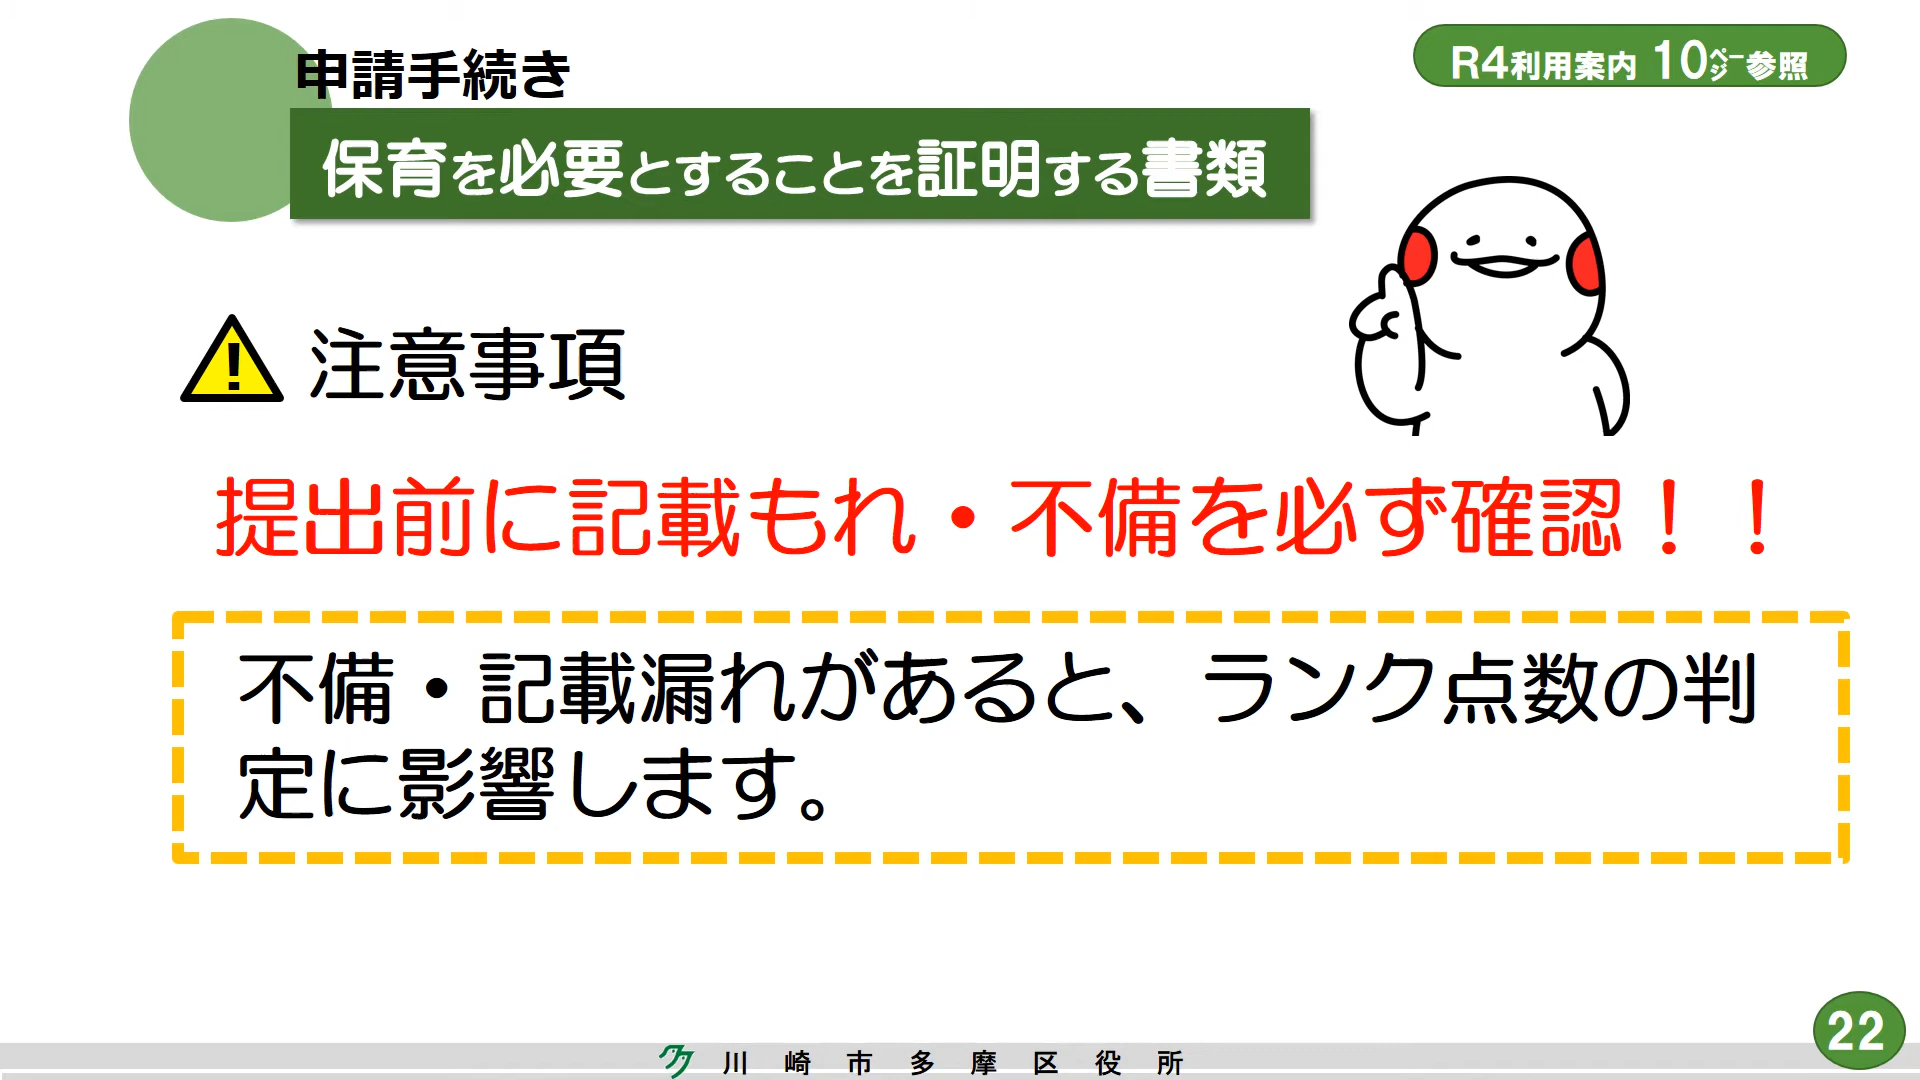 申請手続き
R4利用案内 10ページ参照
保育を必要とすることを証明する書類
注意事項
提出前に記載もれ・不備を必ず確認！！
不備・記載漏れがあると、ランク点数の判
定に影響します。
22
川崎市多摩区役所